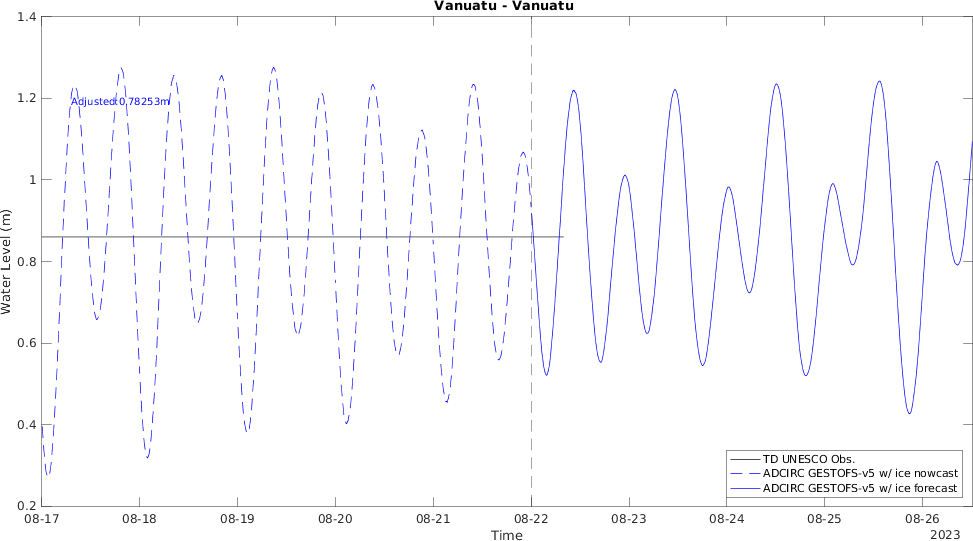 Vanuatu - Vanuatu
1.4
1.2
1
0.8
0.6
0.4
0.2
Water Level (m)
Adjusted:0.78253m
TD UNESCO Obs.
ADCIRC GESTOFS-v5 w/ ice nowcast
ADCIRC GESTOFS-v5 w/ ice forecast
08-17 08-18 08-19 08-20 08-21 08-22 08-23 08-24 08-25 08-26
Time
2023